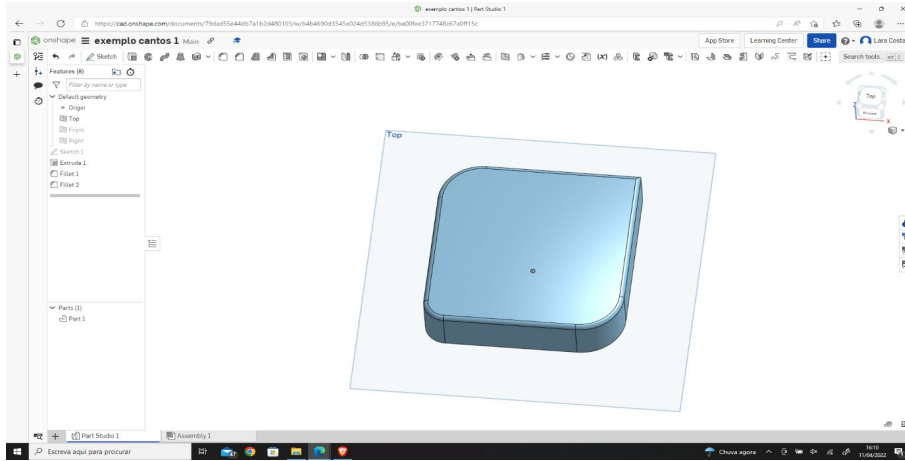 exemplo cantos 1 | Part Studio 1
https://cad.onshape.com/documents/79dad55e44db7a1b2d480103/w/b4b4690d3545e024d5386b95/e/ba00fee3717748c67a0ff15c
onshape exemplo cantos 1 Main
App Store Learning Center Share Lara Costa
Sketch
Search tools...
Features (8)
Filter by name or type
Default geometry
Origin
Top
Front
Right
Sketch 1
Extrude 1
Fillet 1
Fillet 2
Parts (1)
Part 1
Top
Top
Front
Z
X
Part Studio 1 Assembly 1
Escreva aqui para procurar
Chuva agora
16:10
11/04/2022